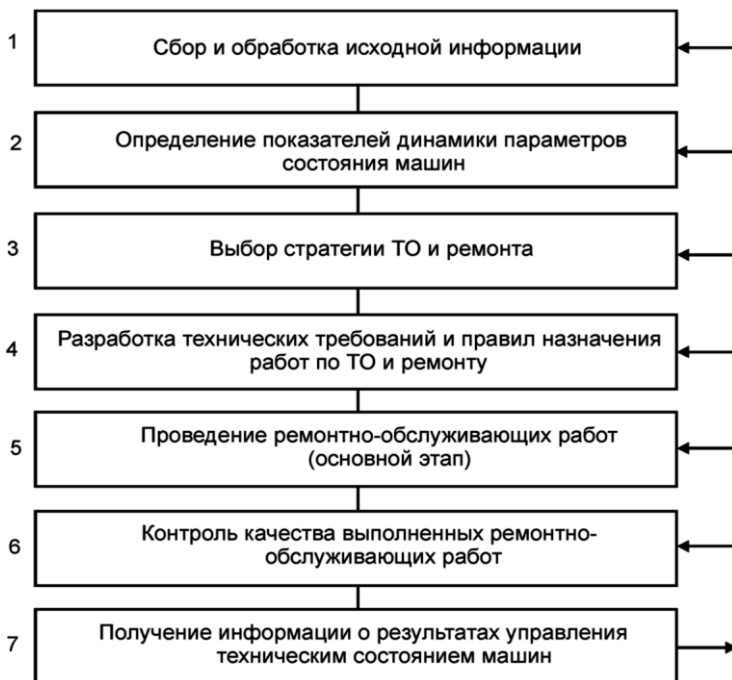 1
Сбор и обработка исходной информации
2
Определение показателей динамики параметров
состояния машин
3
Выбор стратегии ТО и ремонта
4
Разработка технических требований и правил назначения
работ по ТО и ремонту
5
Проведение ремонтно-обслуживающих работ
(основной этап)
6
Контроль качества выполненных ремонтно-
обслуживающих работ
7
Получение информации о результатах управления
техническим состоянием машин